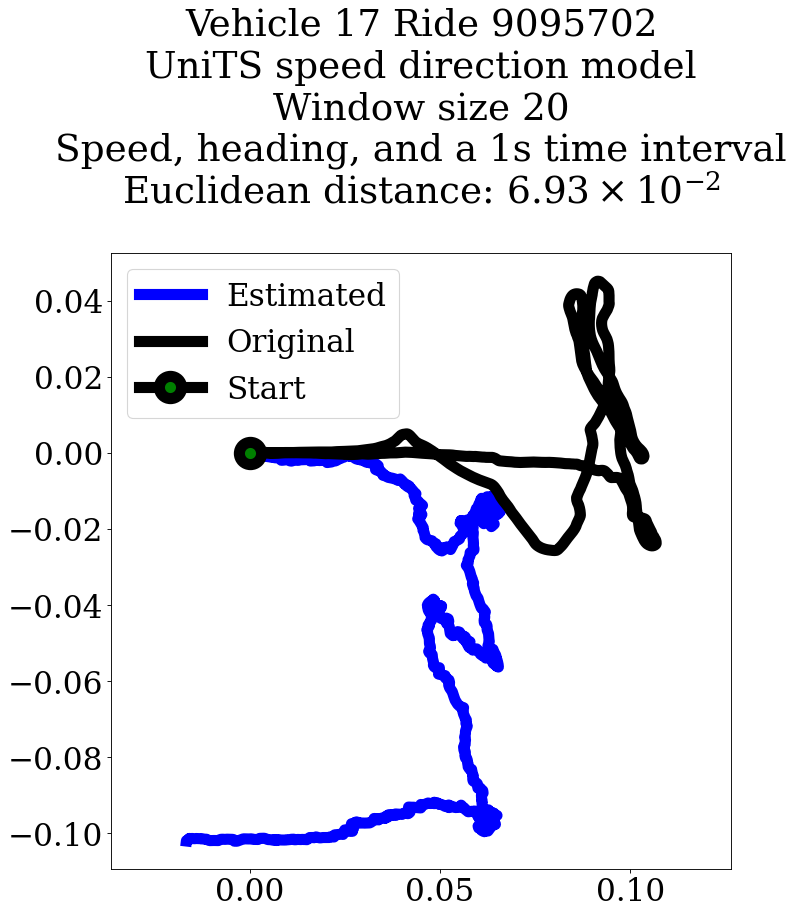 Vehicle 17 Ride 9095702
UniTS speed direction model
Window size 20
Speed, heading, and a 1s time interval
Euclidean distance: 6.93 × 10⁻²
Estimated
Original
Start
0.04
0.02
0.00
−0.02
−0.04
−0.06
−0.08
−0.10
0.00 0.05 0.10